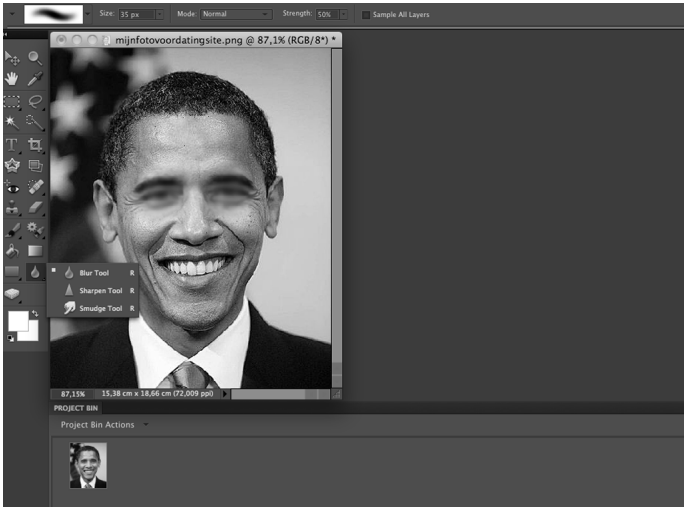 Size: 35 px Mode: Normal Strength: 50% Sample All Layers
mijnfotovoordatingsite.png @ 87,1% (RGB/8*) *
T
Blur Tool R
Sharpen Tool R
Smudge Tool R
87,15% 15,38 cm x 18,66 cm (72,009 ppi)
PROJECT BIN
Project Bin Actions